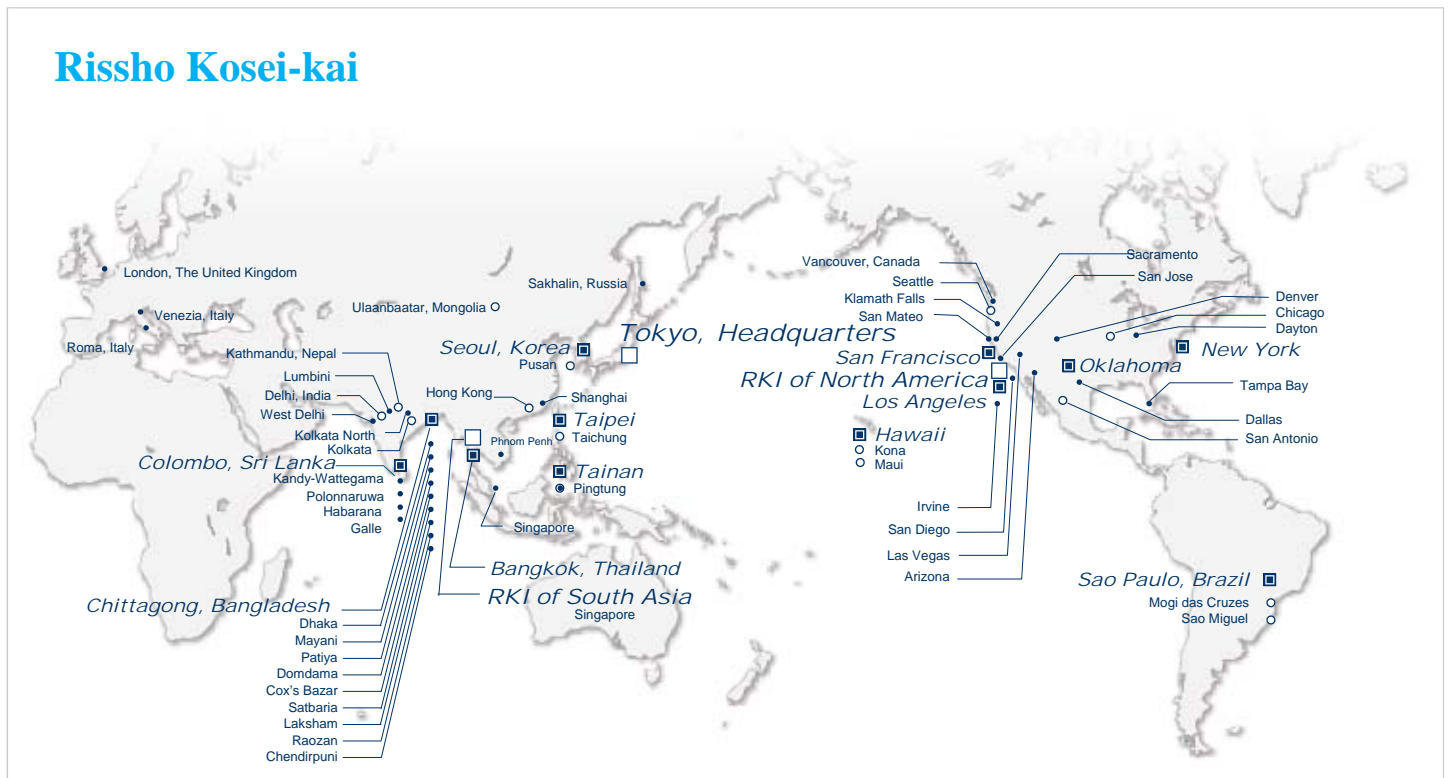 Rissho Kosei-kai
London, The United Kingdom
Venezia, Italy
Roma, Italy
Ulaanbaatar, Mongolia
Sakhalin, Russia
Tokyo, Headquarters
Seoul, Korea
Pusan
Kathmandu, Nepal
Lumbini
Delhi, India
West Delhi
Kolkata North
Kolkata
Hong Kong
Shanghai
Taipei
Taichung
Phnom Penh
Tainan
Pingtung
Colombo, Sri Lanka
Kandy-Wattegama
Polonnaruwa
Habarana
Galle
Singapore
Bangkok, Thailand
RKI of South Asia
Singapore
Chittagong, Bangladesh
Dhaka
Mayani
Patiya
Domdama
Cox's Bazar
Satbaria
Laksham
Raozan
Chendirpuni
Vancouver, Canada
Seattle
Klamath Falls
San Mateo
Sacramento
San Jose
San Francisco
RKI of North America
Los Angeles
Denver
Chicago
Dayton
New York
Oklahoma
Tampa Bay
Dallas
San Antonio
Hawaii
Kona
Maui
Irvine
San Diego
Las Vegas
Arizona
Sao Paulo, Brazil
Mogi das Cruzes
Sao Miguel